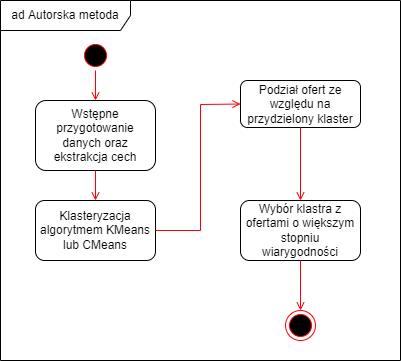 ad Autorska metoda
Wstępne
przygotowanie
danych oraz
ekstrakcja cech
Klasteryzacja
algorytmem KMeans
lub CMeans
Podział ofert ze
względu na
przydzielony klaster
Wybór klastra z
ofertami o większym
stopniu
wiarygodności